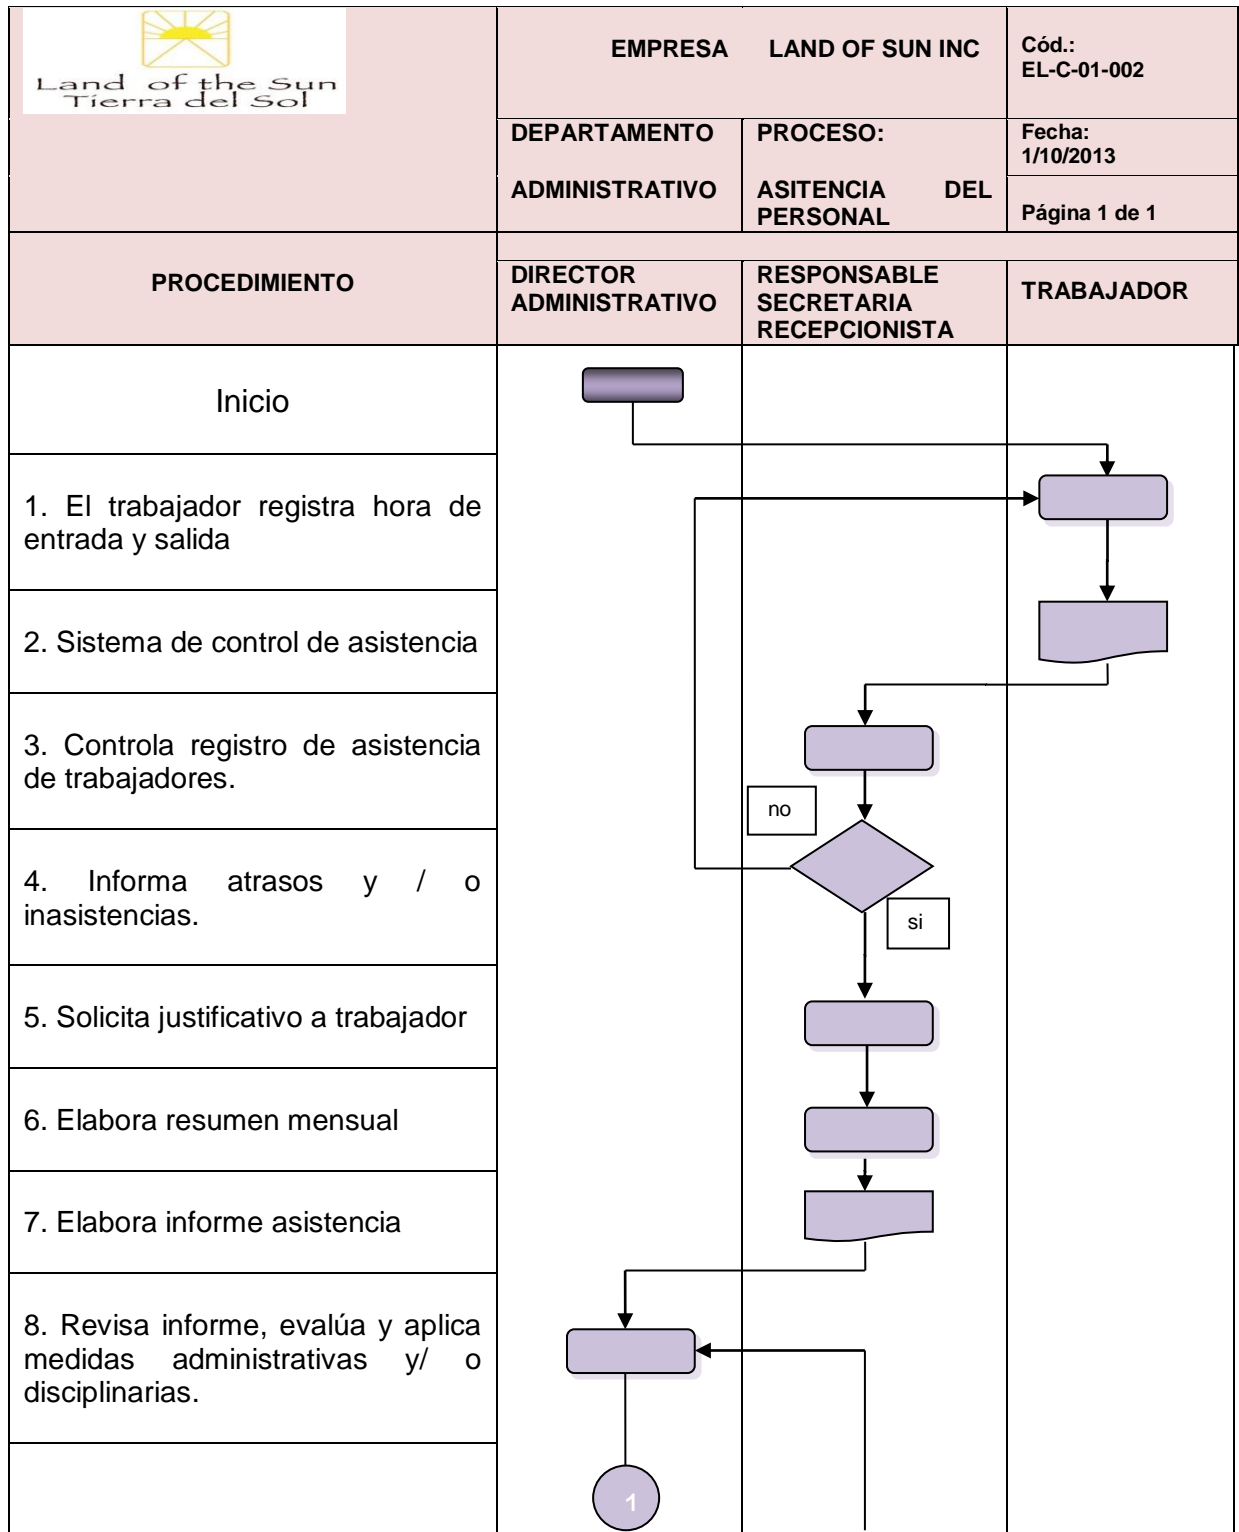 Land of the Sun
Tierra del Sol
EMPRESA LAND OF SUN INC
Cód.:
EL-C-01-002
DEPARTAMENTO
ADMINISTRATIVO
PROCESO:
ASITENCIA DEL
PERSONAL
Fecha:
1/10/2013
Página 1 de 1
PROCEDIMIENTO
DIRECTOR
ADMINISTRATIVO
RESPONSABLE
SECRETARIA
RECEPCIONISTA
TRABAJADOR
Inicio
1. El trabajador registra hora de
entrada y salida
2. Sistema de control de asistencia
3. Controla registro de asistencia
de trabajadores.
no
4. Informa atrasos y / o
inasistencias.
si
5. Solicita justificativo a trabajador
6. Elabora resumen mensual
7. Elabora informe asistencia
8. Revisa informe, evalúa y aplica
medidas administrativas y/ o
disciplinarias.
1